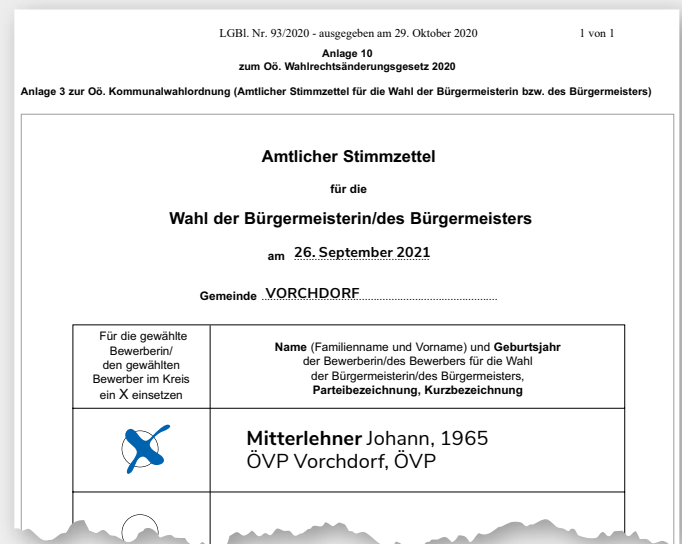 LGBl. Nr. 93/2020 - ausgegeben am 29. Oktober 2020 1 von 1
Anlage 10
zum Oö. Wahlrechtsänderungsgesetz 2020
Anlage 3 zur Oö. Kommunalwahlordnung (Amtlicher Stimmzettel für die Wahl der Bürgermeisterin bzw. des Bürgermeisters)
Amtlicher Stimmzettel
für die
Wahl der Bürgermeisterin/des Bürgermeisters
am 26. September 2021
Gemeinde VORCHDORF
Für die gewählte
Bewerberin/
den gewählten
Bewerber im Kreis
ein X einsetzen
Name (Familienname und Vorname) und Geburtsjahr
der Bewerberin/des Bewerbers für die Wahl
der Bürgermeisterin/des Bürgermeisters,
Parteibezeichnung, Kurzbezeichnung
Mitterlehner Johann, 1965
ÖVP Vorchdorf, ÖVP